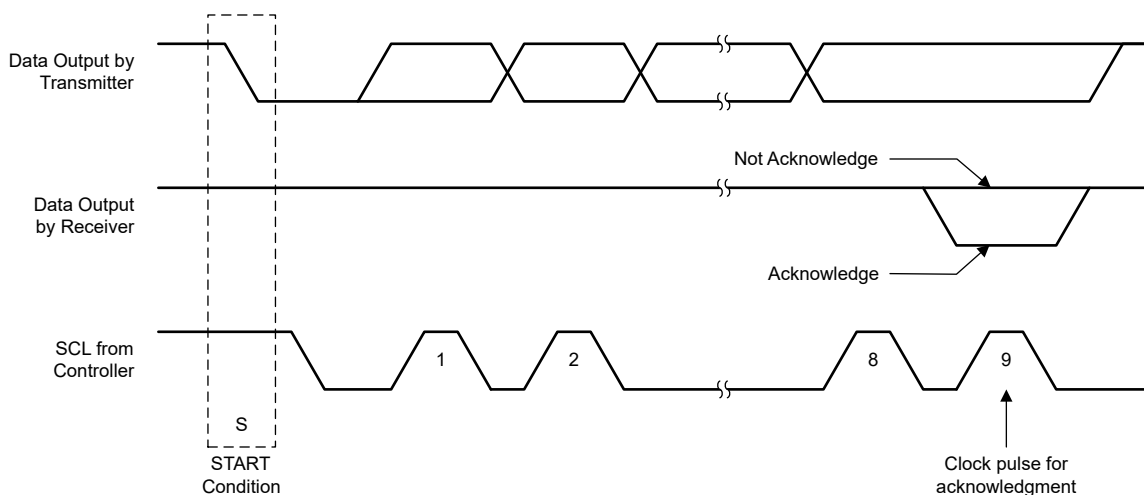 Data Output by
Transmitter
Not Acknowledge
Data Output
by Receiver
Acknowledge
SCL from
Controller
1
2
8
9
S
START
Condition
Clock pulse for
acknowledgment